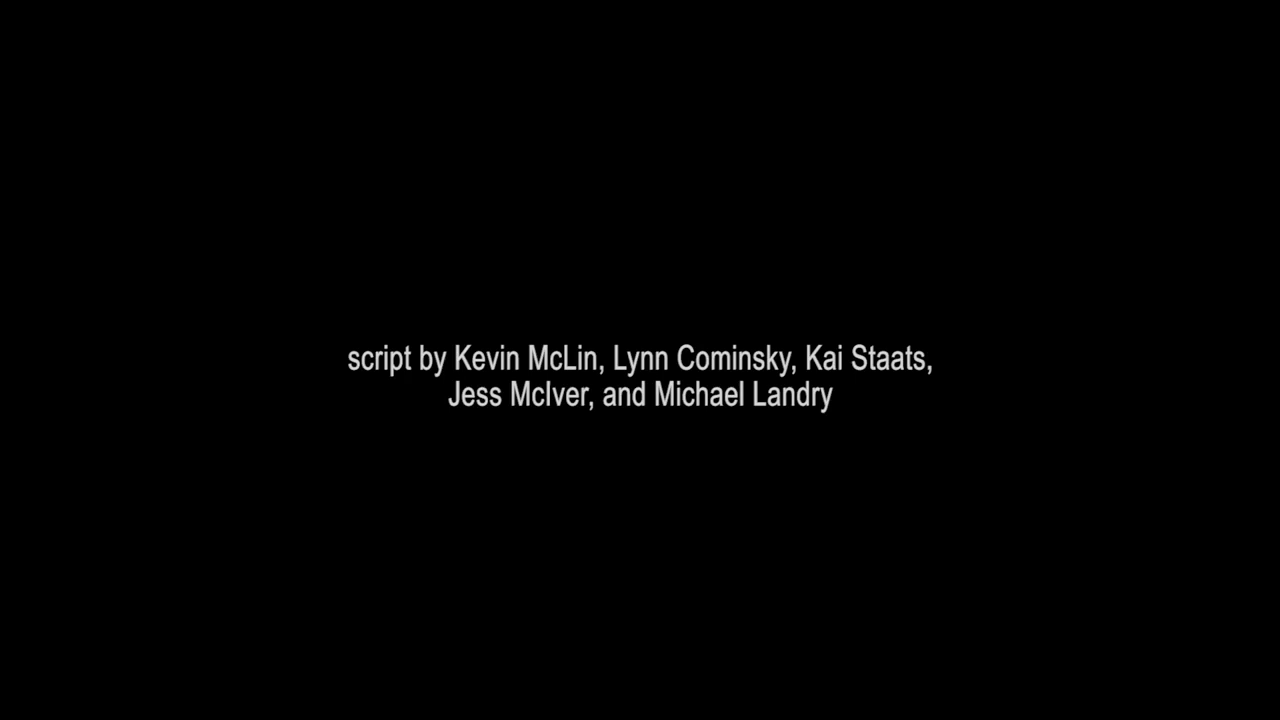 script by Kevin McLin, Lynn Cominsky, Kai Staats,
Jess McIver, and Michael Landry